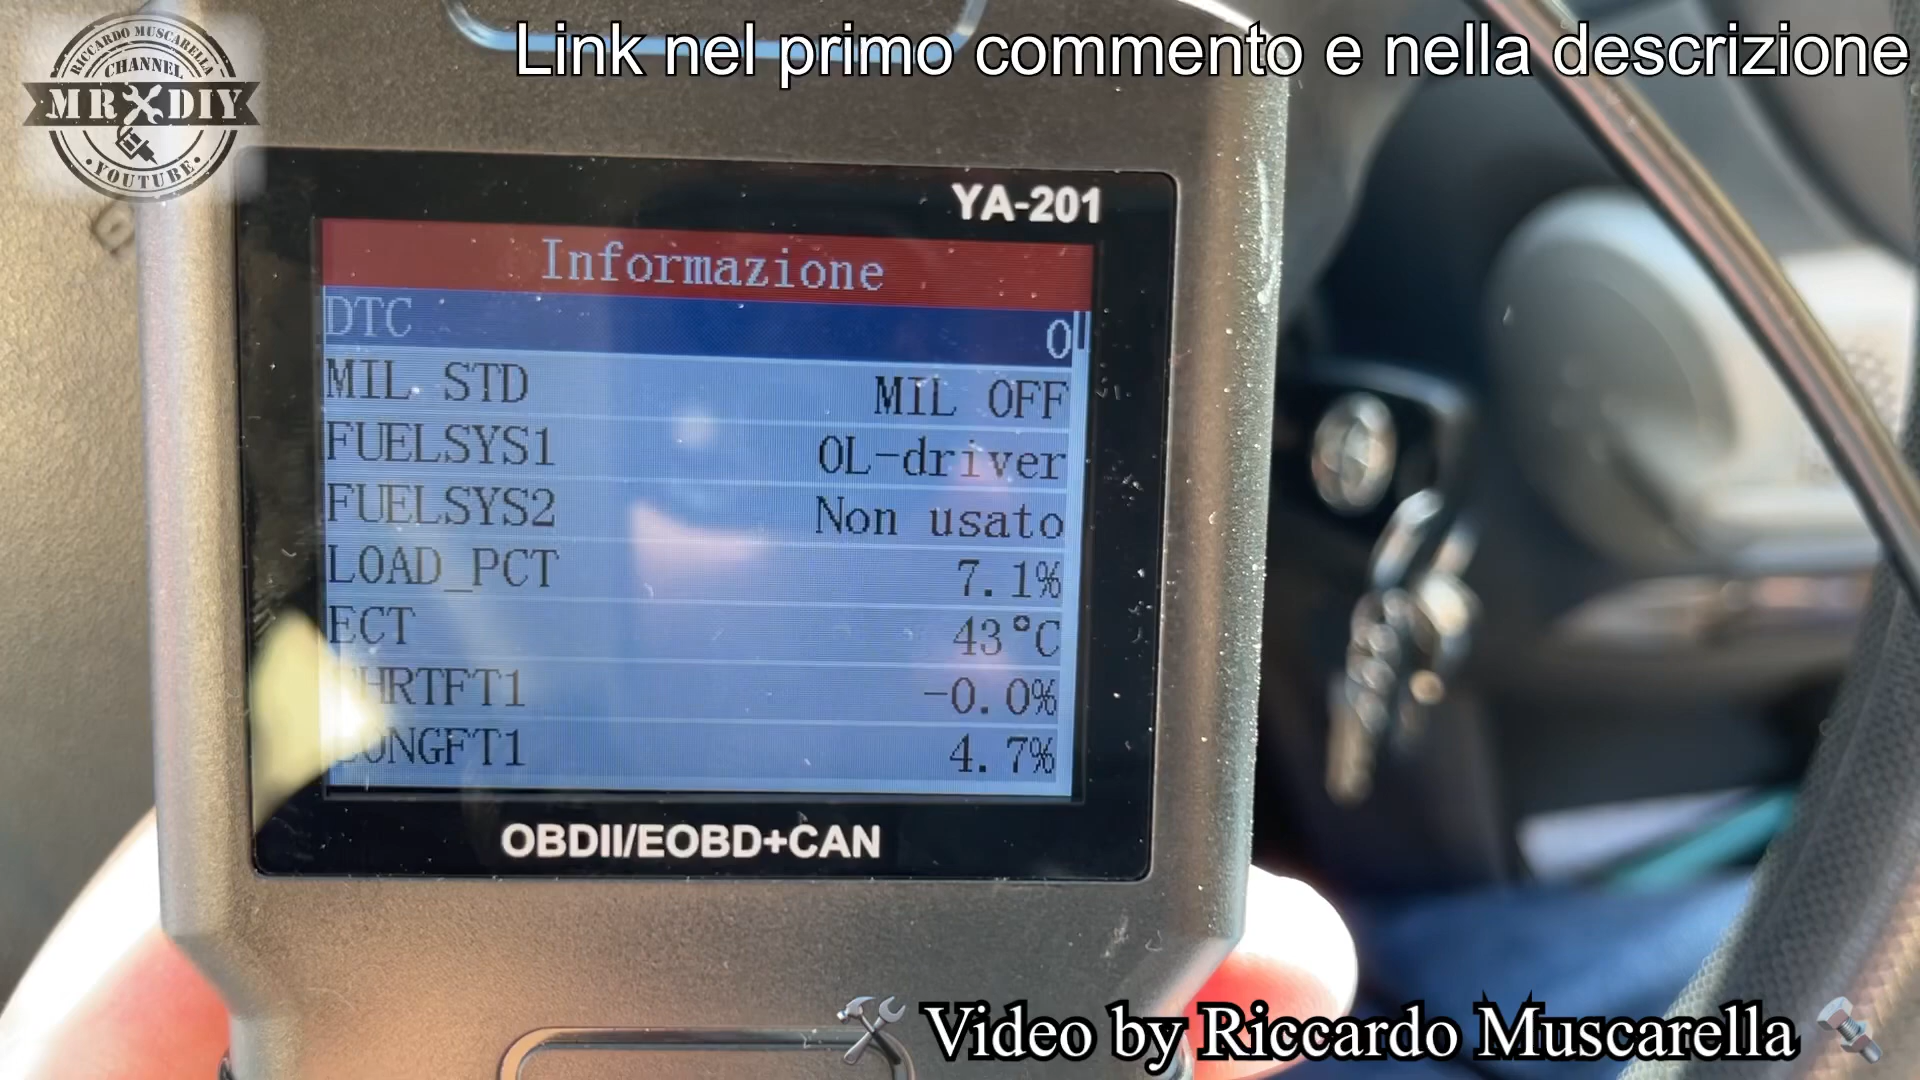 Link nel primo commento e nella descrizione
RICCARDO MUSCARELLA
CHANNEL
MR DIY
YOUTUBE
YA-201
Informazione
DTC 0
MIL STD MIL OFF
FUELSYS1 OL-driver
FUELSYS2 Non usato
LOAD_PCT 7.1%
ECT 43°C
HRTFT1 -0.0%
LONGFT1 4.7%
OBDII/EOBD+CAN
Video by Riccardo Muscarella